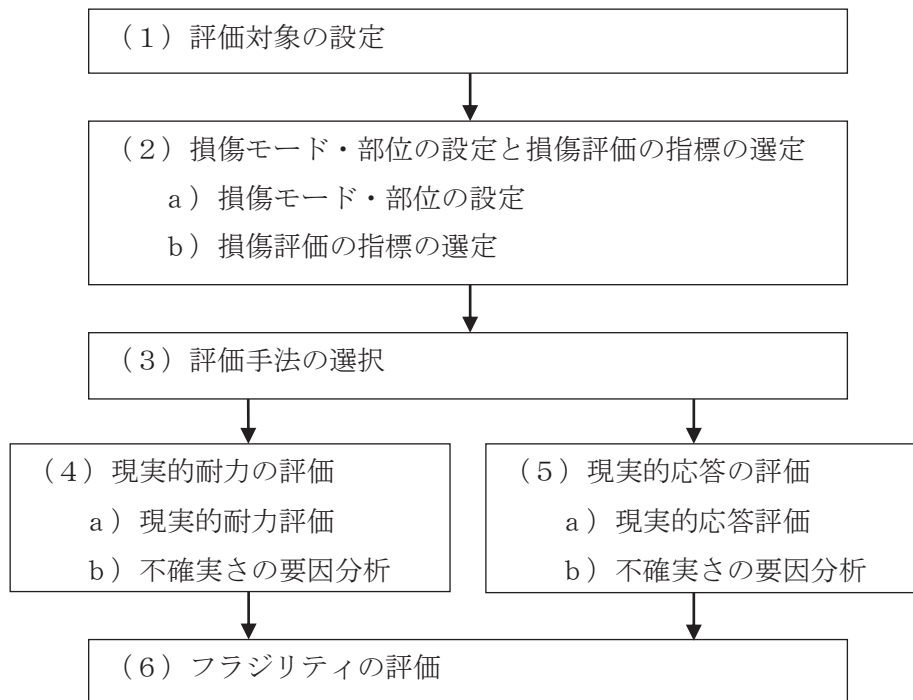 （１）評価対象の設定
（２）損傷モード・部位の設定と損傷評価の指標の選定
ａ）損傷モード・部位の設定
ｂ）損傷評価の指標の選定
（３）評価手法の選択
（４）現実的耐力の評価
ａ）現実的耐力評価
ｂ）不確実さの要因分析
（５）現実的応答の評価
ａ）現実的応答評価
ｂ）不確実さの要因分析
（６）フラジリティの評価